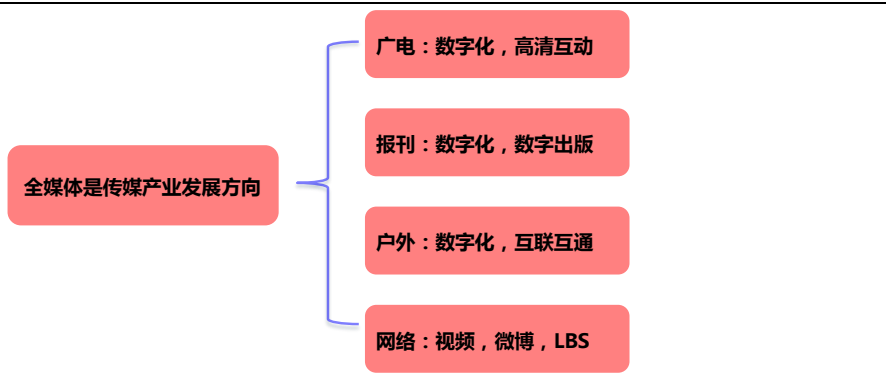 广电：数字化，高清互动
报刊：数字化，数字出版
全媒体是传媒产业发展方向
户外：数字化，互联互通
网络：视频，微博，LBS